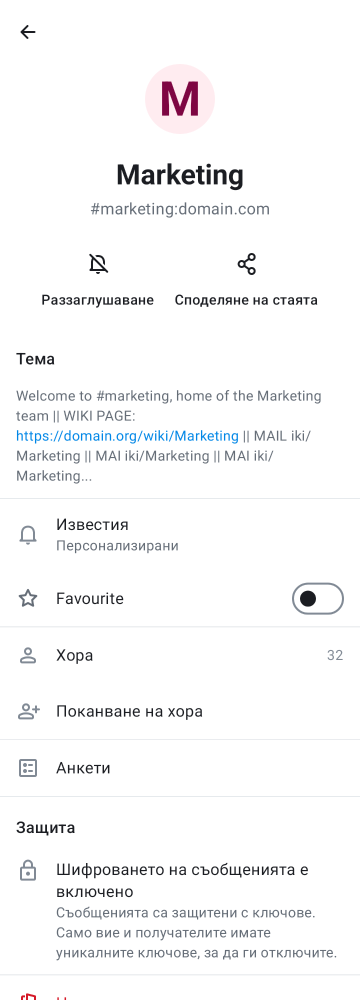 M
Marketing
#marketing:domain.com
Раззаглушаване
Споделяне на стаята
Тема
Welcome to #marketing, home of the Marketing
team || WIKI PAGE:
https://domain.org/wiki/Marketing || MAIL iki/
Marketing || MAI iki/Marketing || MAI iki/
Marketing...
Известия
Персонализирани
Favourite
Хора 32
Поканване на хора
Анкети
Защита
Шифроването на съобщенията е
включено
Съобщенията са защитени с ключове.
Само вие и получателите имате
уникалните ключове, за да ги отключите.